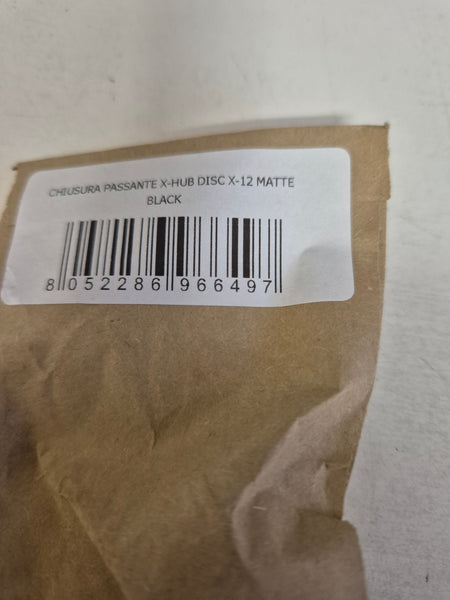 CHIUSURA PASSANTE X-HUB DISC X-12 MATTE
BLACK
8 052286 966497